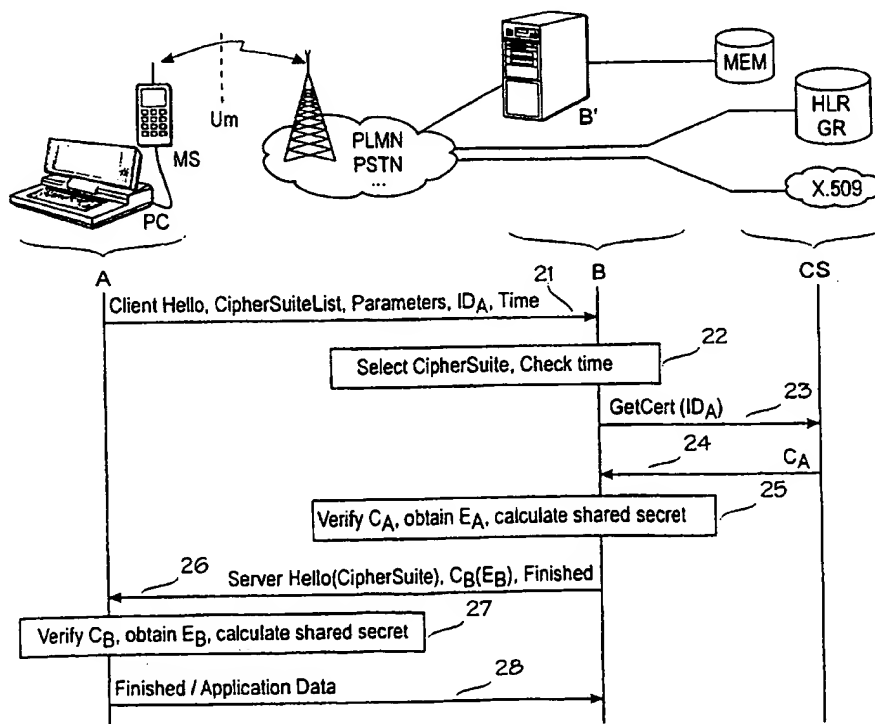 MEM
HLR
GR
B'
Um
MS
PLMN
PSTN
...
X.509
PC
A
B
CS
21
Client Hello, CipherSuiteList, Parameters, IDA, Time
22
Select CipherSuite, Check time
23
GetCert (IDA)
24
CA
25
Verify CA, obtain EA, calculate shared secret
26
Server Hello(CipherSuite), CB(EB), Finished
27
Verify CB, obtain EB, calculate shared secret
28
Finished / Application Data